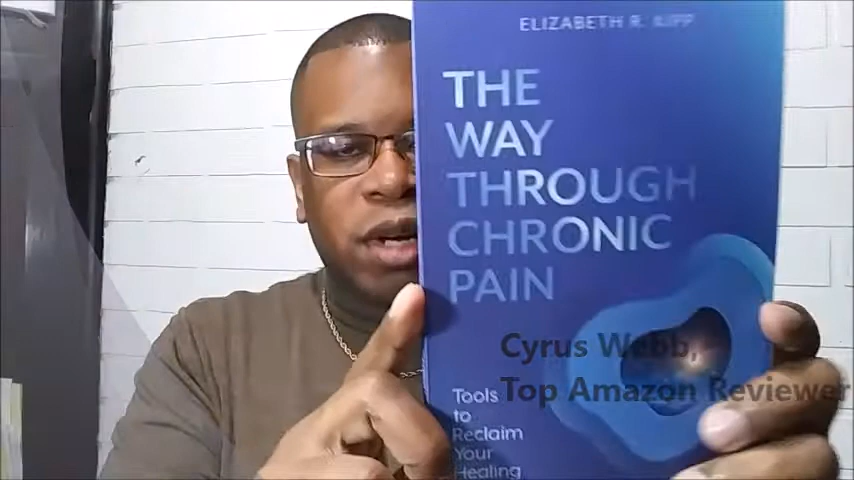 ELIZABETH R. KIPP
THE
WAY
THROUGH
CHRONIC
PAIN
Cyrus Webb,
Top Amazon Reviewer
Tools
to
Reclaim
Your
Healing